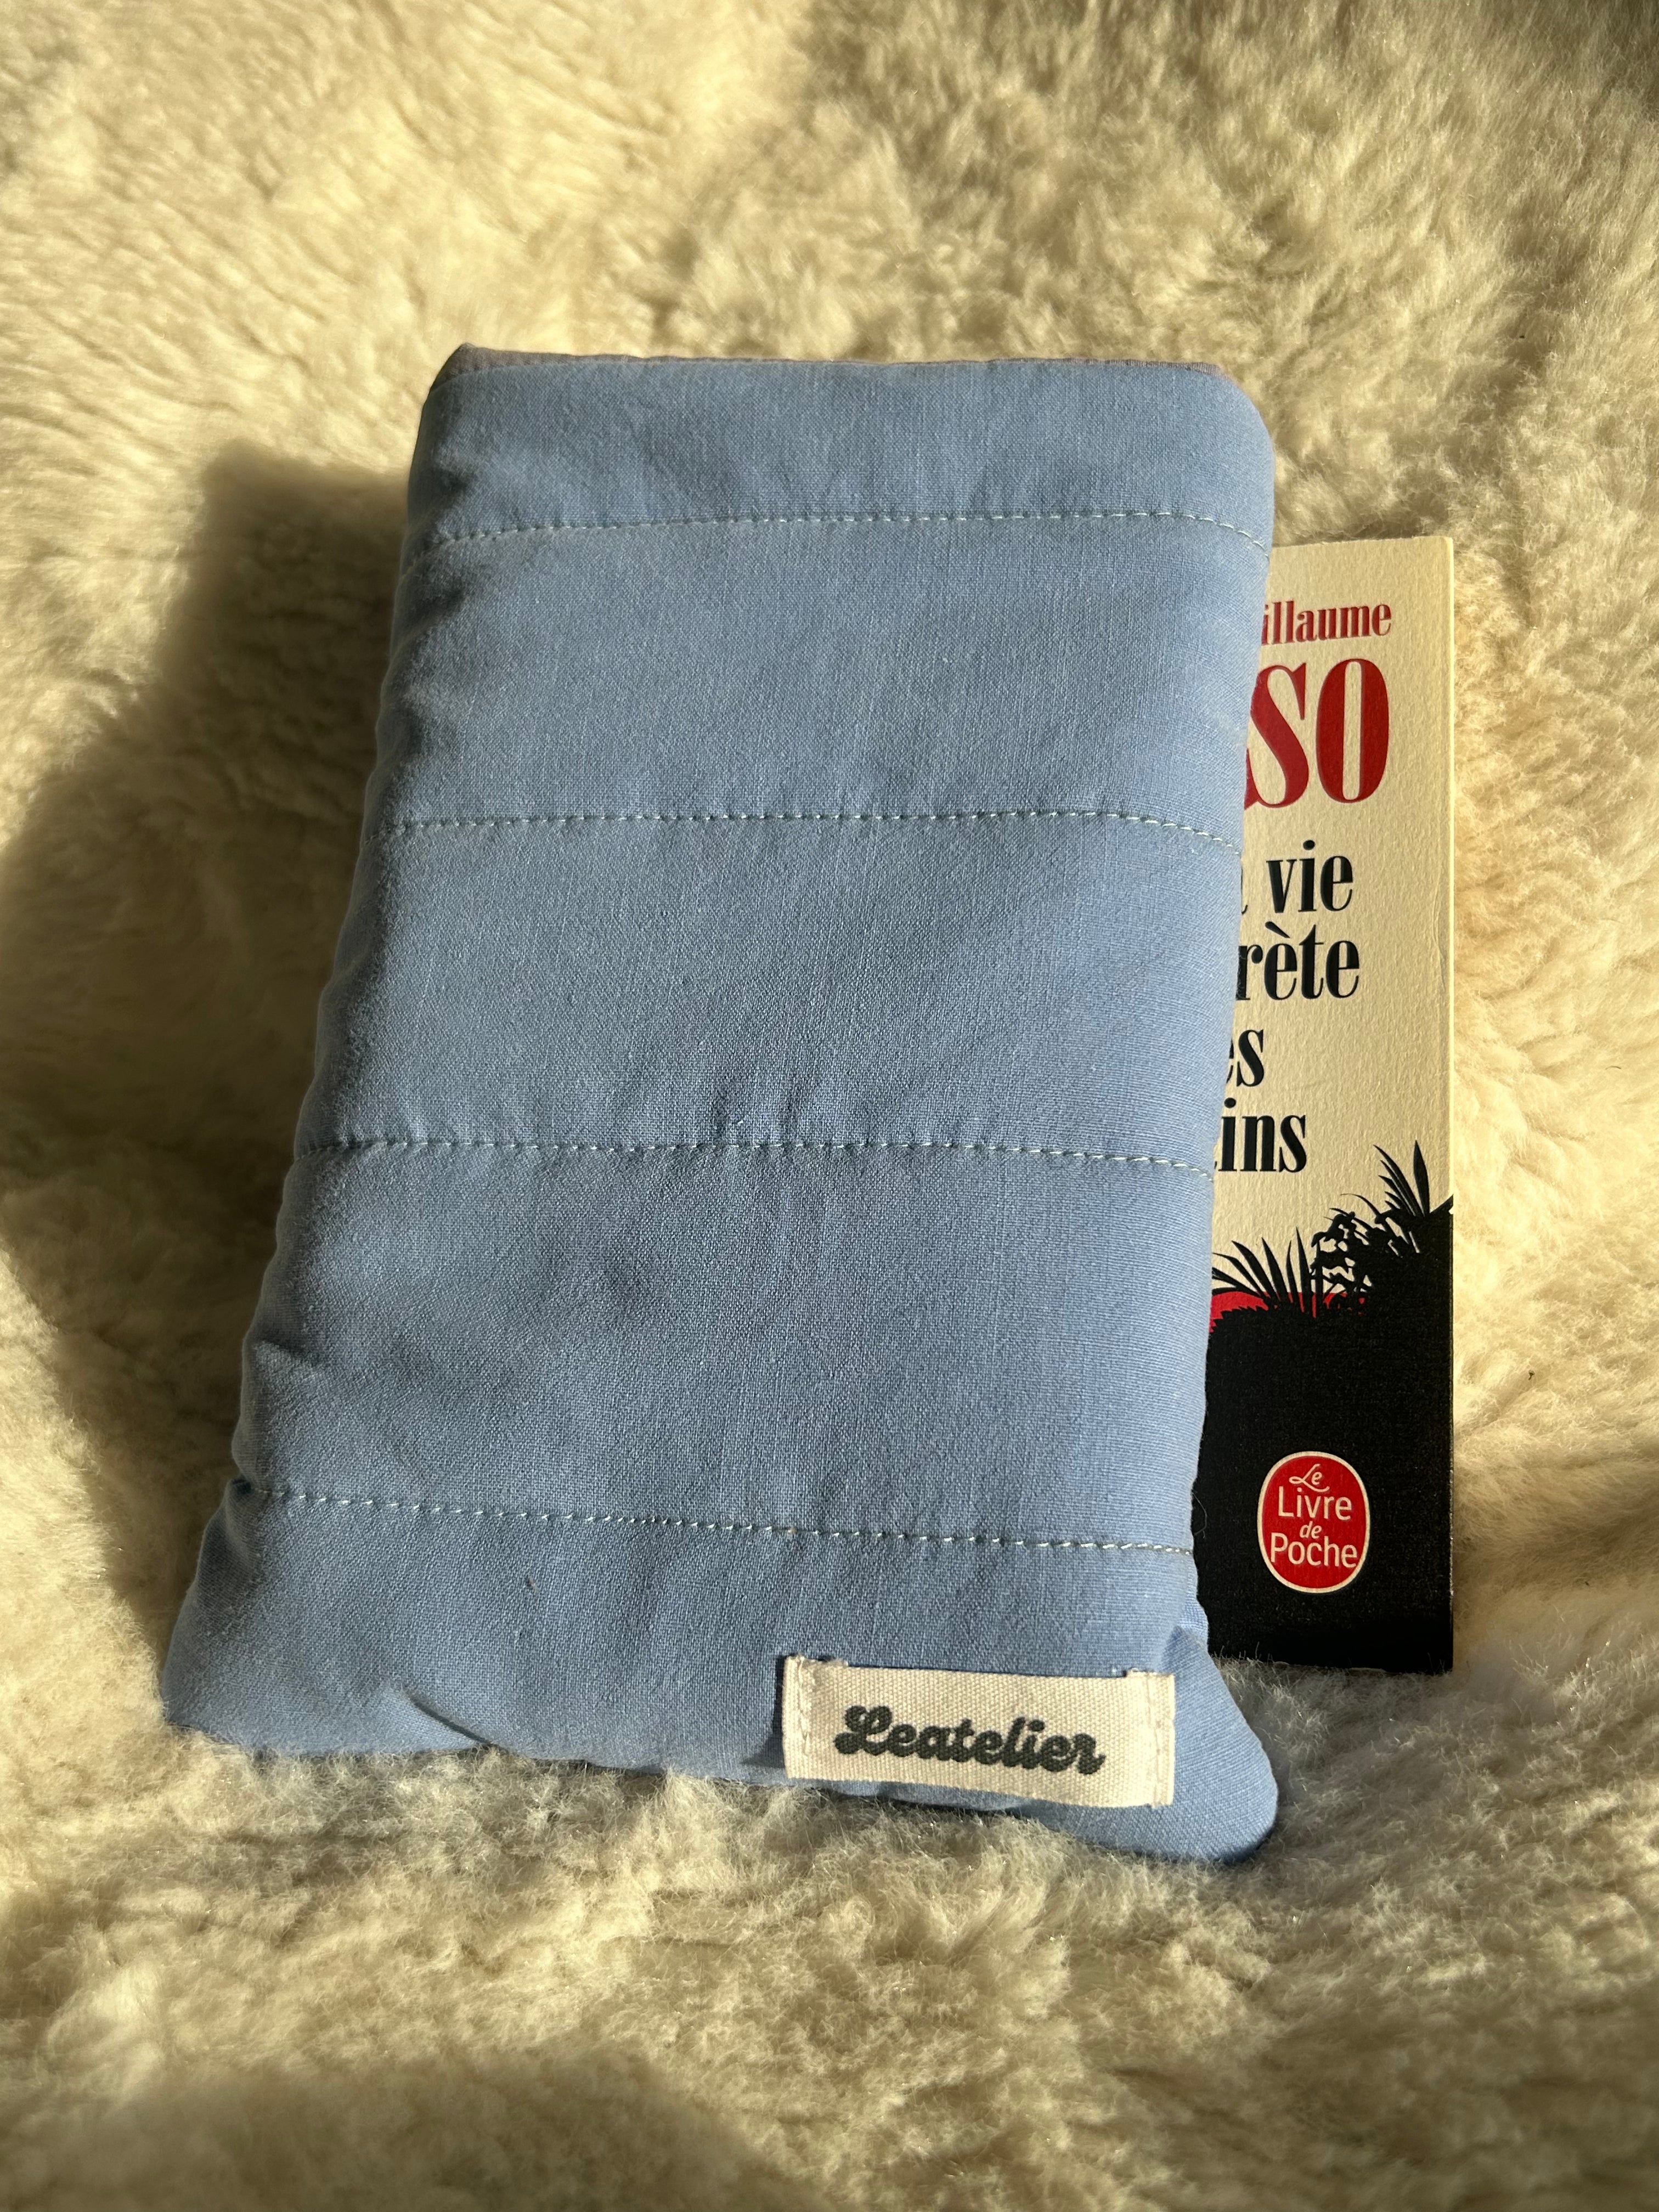 illaume
SO
vie
rète
es
ins
Le
Livre
de
Poche
Leatelier